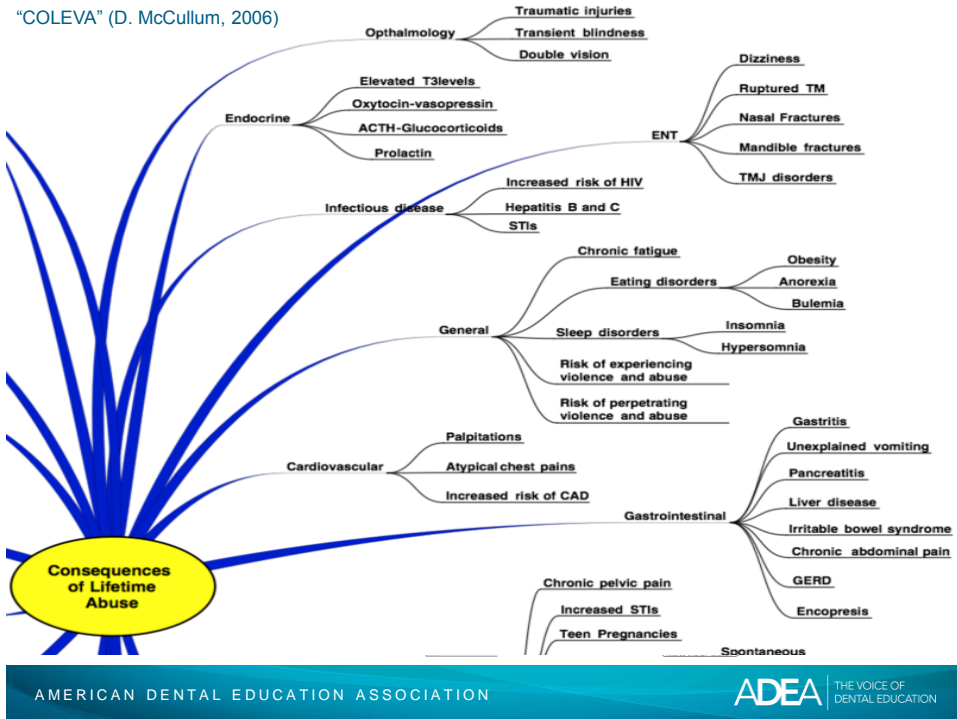 “COLEVA” (D. McCullum, 2006)
Opthalmology
Traumatic injuries
Transient blindness
Double vision
Endocrine
Elevated T3levels
Oxytocin-vasopressin
ACTH-Glucocorticoids
Prolactin
ENT
Dizziness
Ruptured TM
Nasal Fractures
Mandible fractures
TMJ disorders
Infectious disease
Increased risk of HIV
Hepatitis B and C
STIs
General
Chronic fatigue
Eating disorders
Obesity
Anorexia
Bulemia
Sleep disorders
Insomnia
Hypersomnia
Risk of experiencing
violence and abuse
Risk of perpetrating
violence and abuse
Cardiovascular
Palpitations
Atypical chest pains
Increased risk of CAD
Gastrointestinal
Gastritis
Unexplained vomiting
Pancreatitis
Liver disease
Irritable bowel syndrome
Chronic abdominal pain
GERD
Encopresis
Consequences
of Lifetime
Abuse
Chronic pelvic pain
Increased STIs
Teen Pregnancies
Spontaneous
AMERICAN DENTAL EDUCATION ASSOCIATION
ADEA
THE VOICE OF
DENTAL EDUCATION